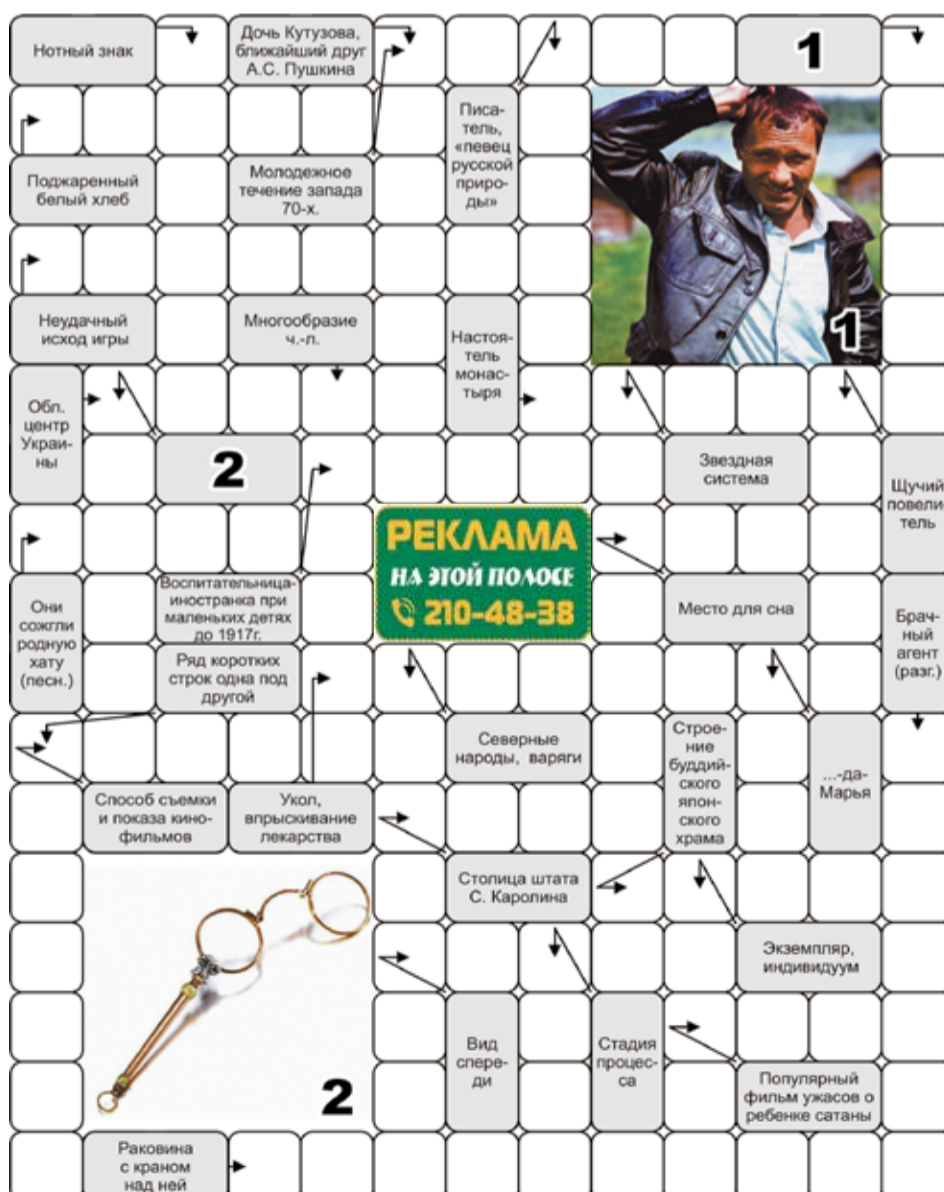 Нотный знак
Дочь Кутузова,
ближайший друг
А.С. Пушкина
1
Писа-
тель,
«певец
русской
приро-
ды»
Поджаренный
белый хлеб
Молодежное
течение запада
70-х.
1
Неудачный
исход игры
Многообразие
ч.-л.
Настоя-
тель
монас-
тыря
Обл.
центр
Украи-
ны
2
Звездная
система
Щучий
повели-
тель
РЕКЛАМА
НА ЭТОЙ ПОЛОСЕ
210-48-38
Они
сожгли
родную
хату
(песн.)
Воспитательница-
иностранка при
маленьких детях
до 1917г.
Место для сна
Брач-
ный
агент
(разг.)
Ряд коротких
строк одна под
другой
Северные
народы, варяги
Строе-
ние
буддий-
ского
япон-
ского
храма
...-да-
Марья
Способ съемки
и показа кино-
фильмов
Укол,
впрыскивание
лекарства
Столица штата
С. Каролина
Экземпляр,
индивидуум
Вид
спере-
ди
Стадия
процес-
са
2
Популярный
фильм ужасов о
ребенке сатаны
Раковина
с краном
над ней